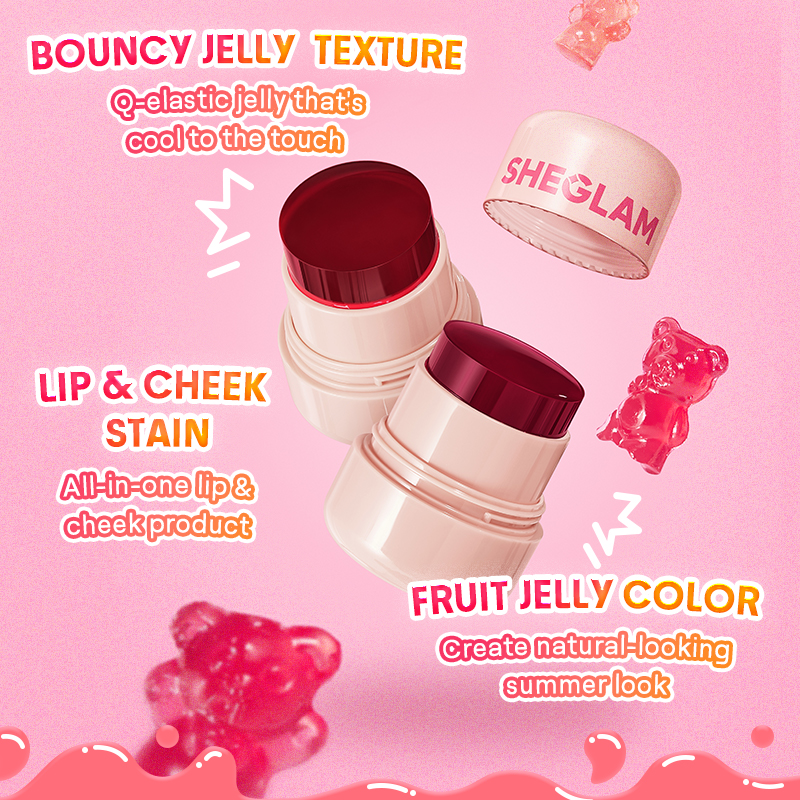 BOUNCY JELLY TEXTURE
Q-elastic jelly that's
cool to the touch
SHEGLAM
LIP & CHEEK
STAIN
All-in-one lip &
cheek product
FRUIT JELLY COLOR
Create natural-looking
summer look